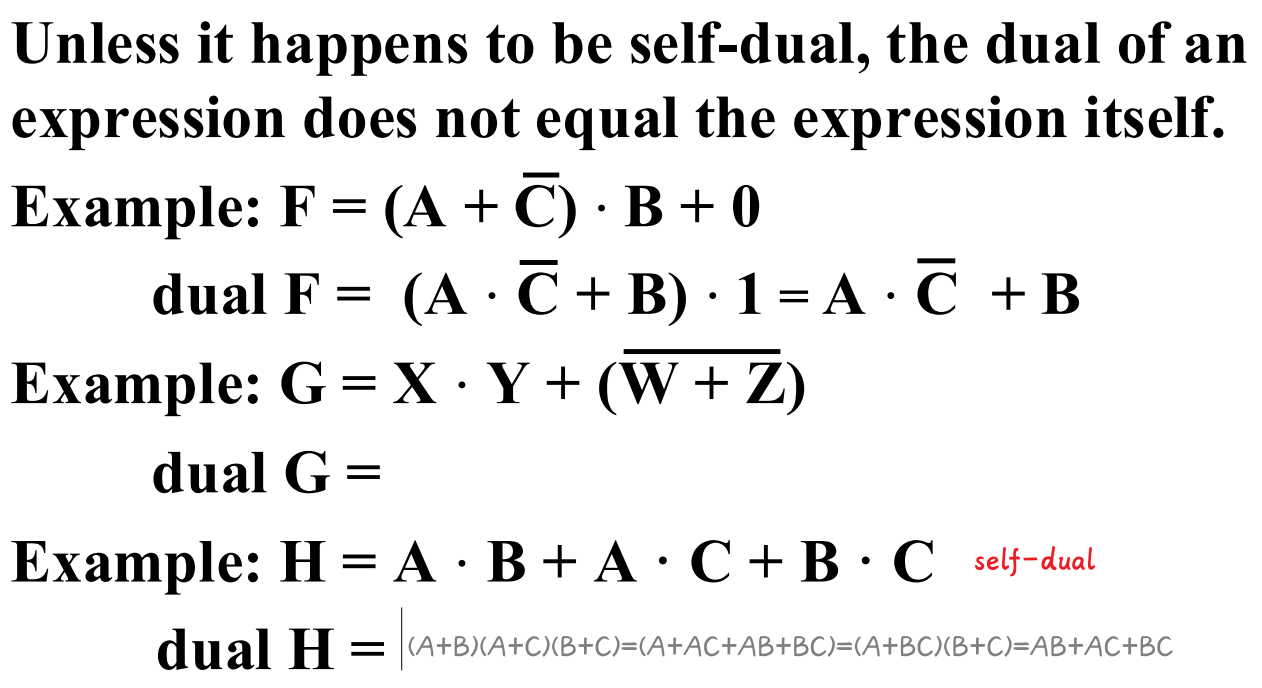 Unless it happens to be self-dual, the dual of an
expression does not equal the expression itself.
Example: F = (A + C̅) · B + 0
dual F = (A · C̅ + B) · 1 = A · C̅ + B
Example: G = X · Y + (W̅ ̅+̅ ̅Z̅)
dual G =
Example: H = A · B + A · C + B · C self-dual
dual H = (A+B)(A+C)(B+C)=(A+AC+AB+BC)=(A+BC)(B+C)=AB+AC+BC